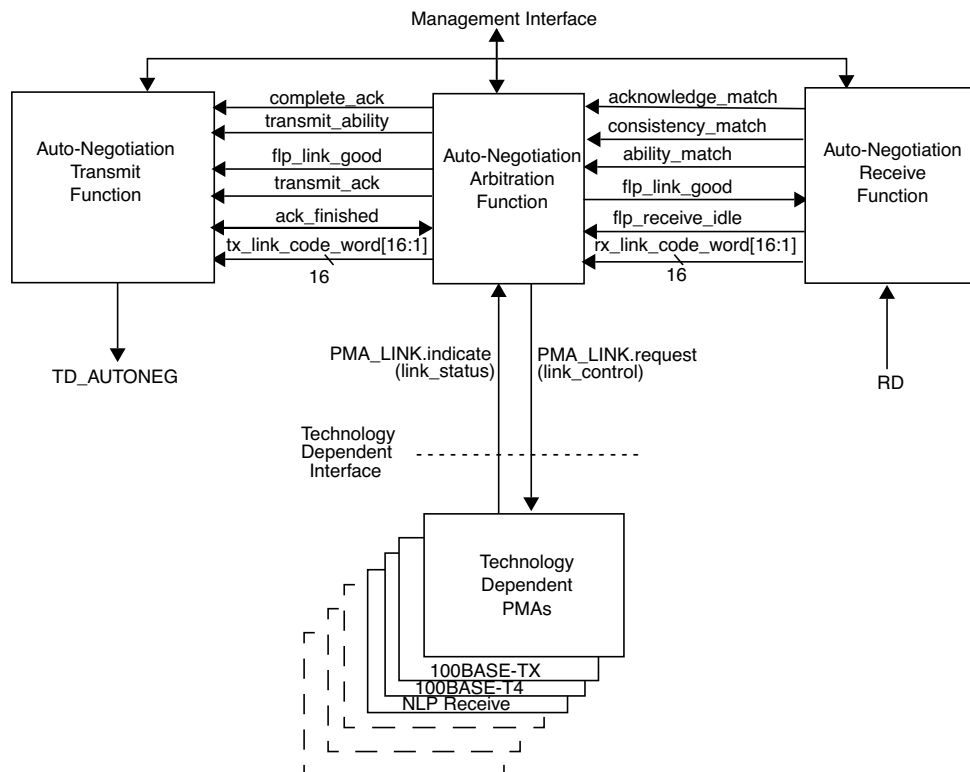 Management Interface
Auto-Negotiation
Transmit
Function
complete_ack
transmit_ability
flp_link_good
transmit_ack
ack_finished
tx_link_code_word[16:1]
16
Auto-Negotiation
Arbitration
Function
acknowledge_match
consistency_match
ability_match
flp_link_good
flp_receive_idle
rx_link_code_word[16:1]
16
Auto-Negotiation
Receive
Function
TD_AUTONEG
PMA_LINK.indicate
(link_status)
PMA_LINK.request
(link_control)
RD
Technology
Dependent
Interface
Technology
Dependent
PMAs
100BASE-TX
100BASE-T4
NLP Receive